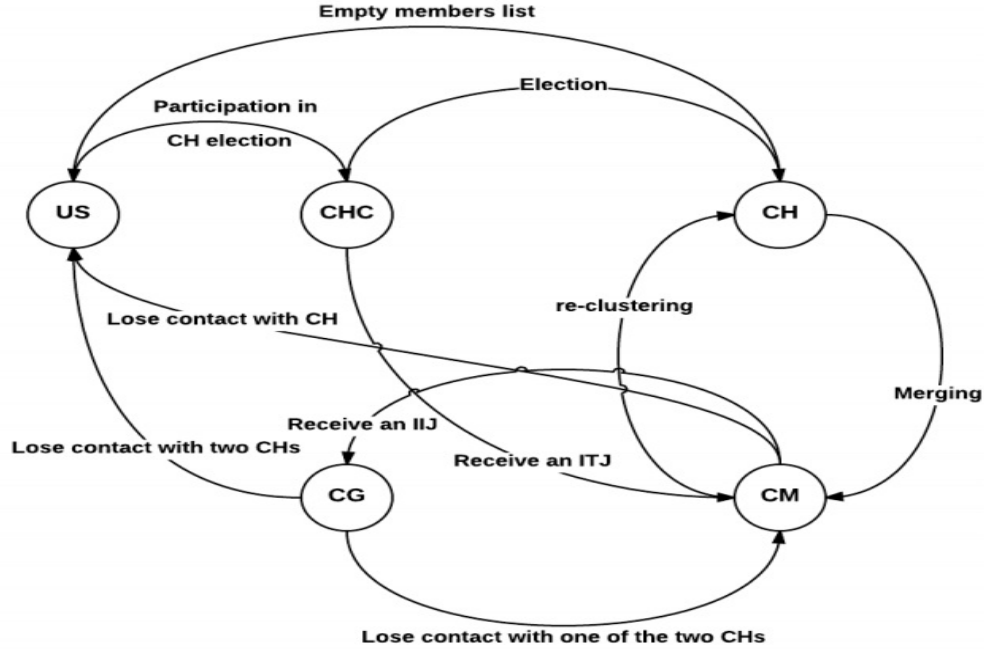 Empty members list
Election
Participation in
CH election
US
CHC
CH
re-clustering
Lose contact with CH
Merging
Receive an IIJ
Lose contact with two CHs
Receive an ITJ
CG
CM
Lose contact with one of the two CHs